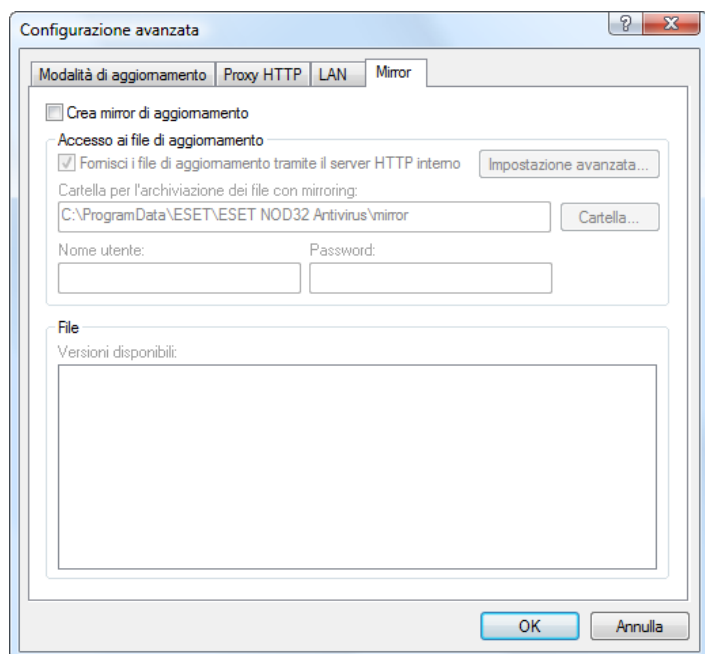 Configurazione avanzata
?
Modalità di aggiornamento
Proxy HTTP
LAN
Mirror
Crea mirror di aggiornamento
Accesso ai file di aggiornamento
Fornisci i file di aggiornamento tramite il server HTTP interno
Impostazione avanzata...
Cartella per l'archiviazione dei file con mirroring:
C:\ProgramData\ESET\ESET NOD32 Antivirus\mirror
Cartella...
Nome utente:
Password:
File
Versioni disponibili:
OK
Annulla